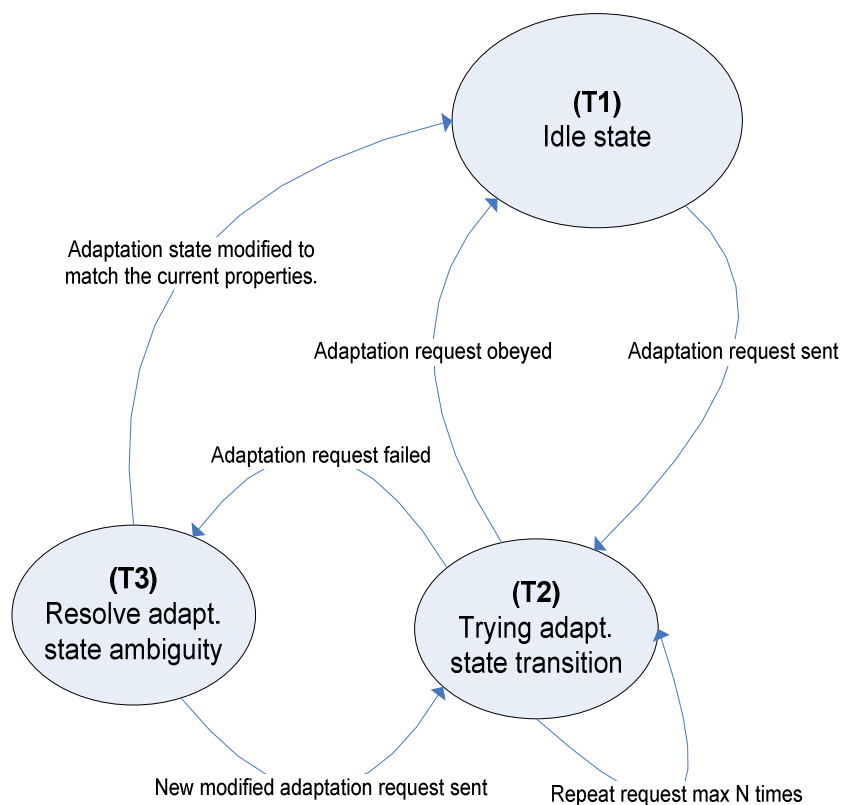 (T1)
Idle state
Adaptation state modified to
match the current properties.
Adaptation request obeyed
Adaptation request sent
Adaptation request failed
(T3)
Resolve adapt.
state ambiguity
(T2)
Trying adapt.
state transition
New modified adaptation request sent
Repeat request max N times